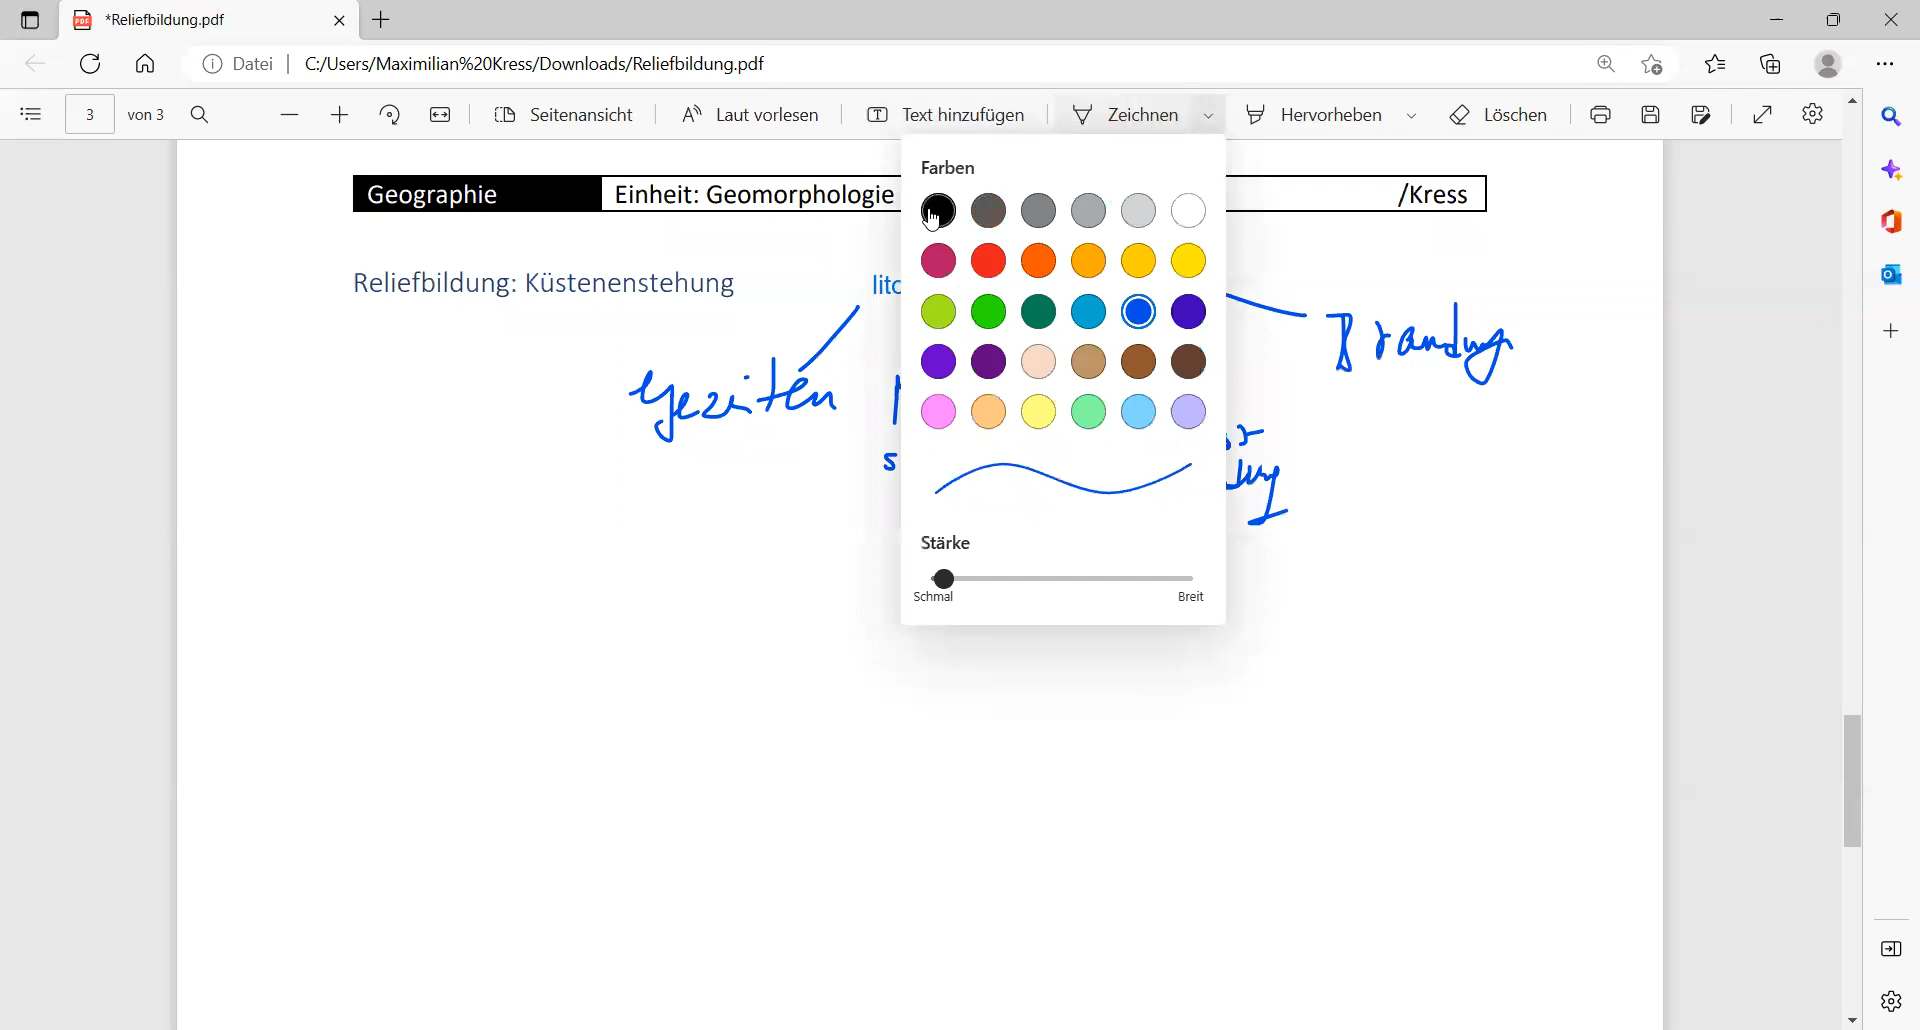 *Reliefbildung.pdf
Datei | C:/Users/Maximilian%20Kress/Downloads/Reliefbildung.pdf
3 von 3 Seitenansicht Laut vorlesen Text hinzufügen Zeichnen Hervorheben Löschen
Farben
Geographie Einheit: Geomorphologie /Kress
Reliefbildung: Küstenenstehung
Brandung
Gezeiten
Stärke
Schmal Breit